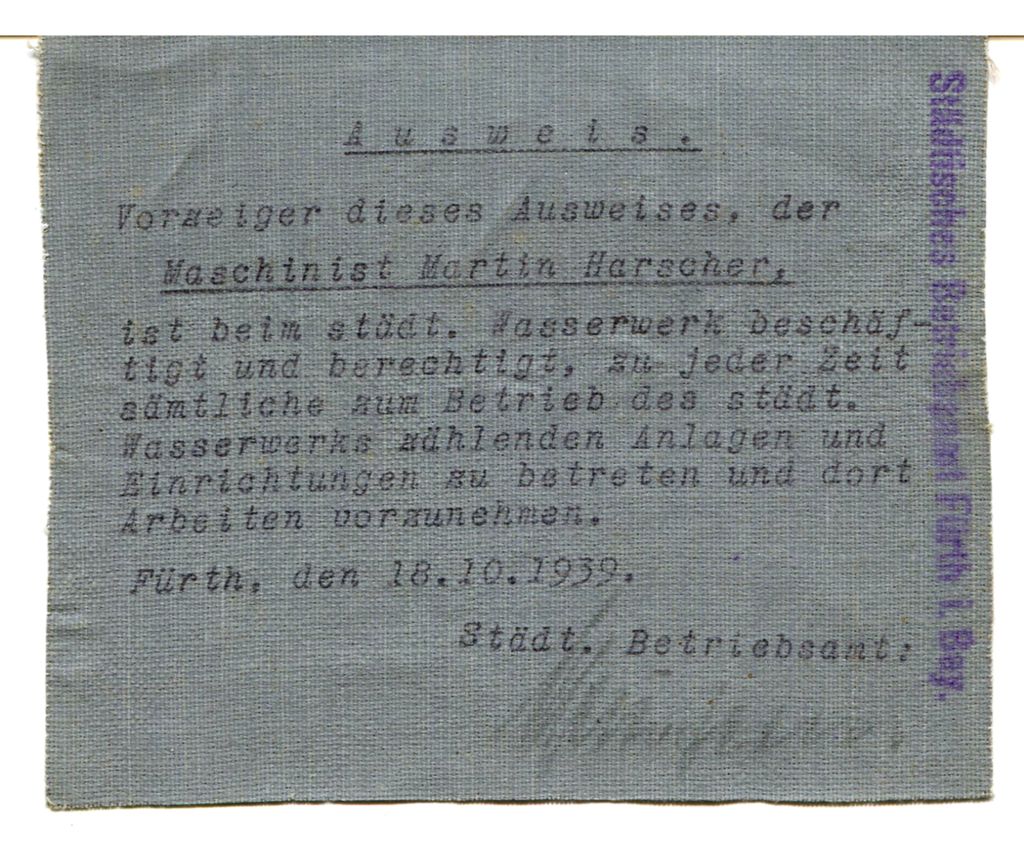 A u s w e i s .
Vorzeiger dieses Ausweises, der
Maschinist Martin Harscher,
ist beim städt. Wasserwerk beschäf-
tigt und berechtigt, zu jeder Zeit
sämtliche zum Betrieb des städt.
Wasserwerks zählenden Anlagen und
Einrichtungen zu betreten und dort
Arbeiten vorzunehmen.
Fürth, den 18.10.1939.
Städt. Betriebsamt:
Städtisches Betriebsamt Fürth i. Bay.